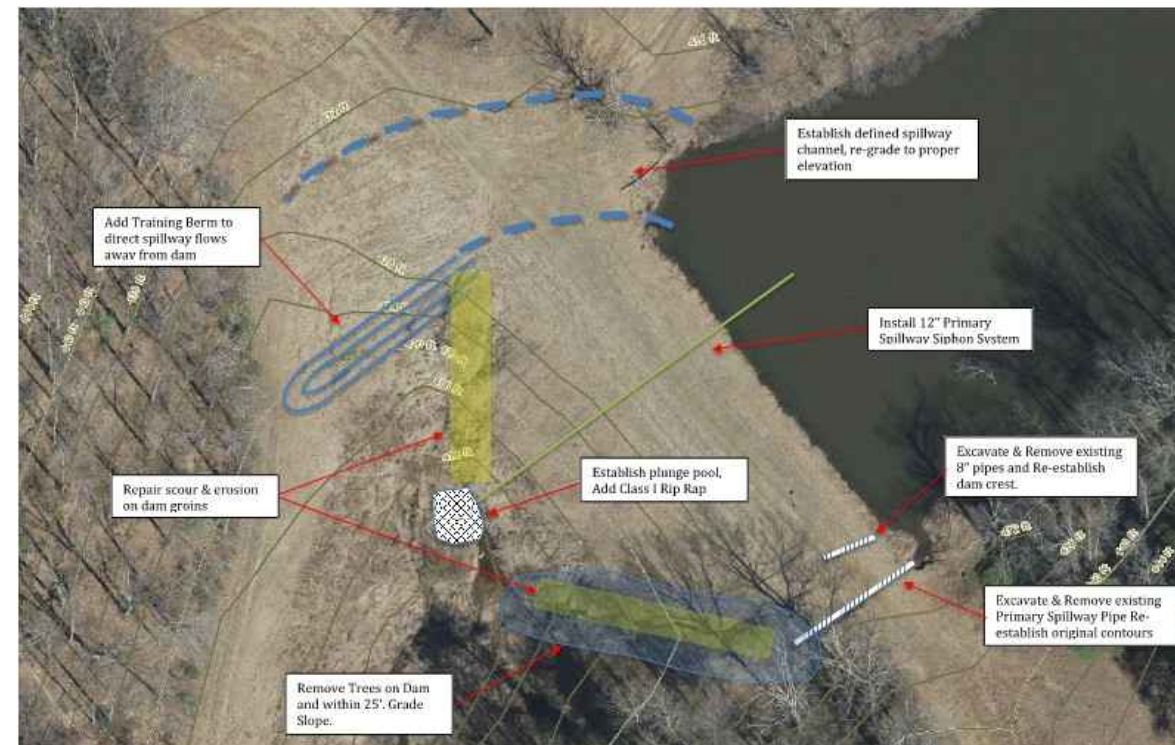 Establish defined spillway
channel, re-grade to proper
elevation
Add Training Berm to
direct spillway flows
away from dam
Install 12" Primary
Spillway Siphon System
Excavate & Remove existing
8" pipes and Re-establish
dam crest.
Repair scour & erosion
on dam groins
Establish plunge pool,
Add Class I Rip Rap
Excavate & Remove existing
Primary Spillway Pipe Re-
establish original contours
Remove Trees on Dam
and within 25'. Grade
Slope.